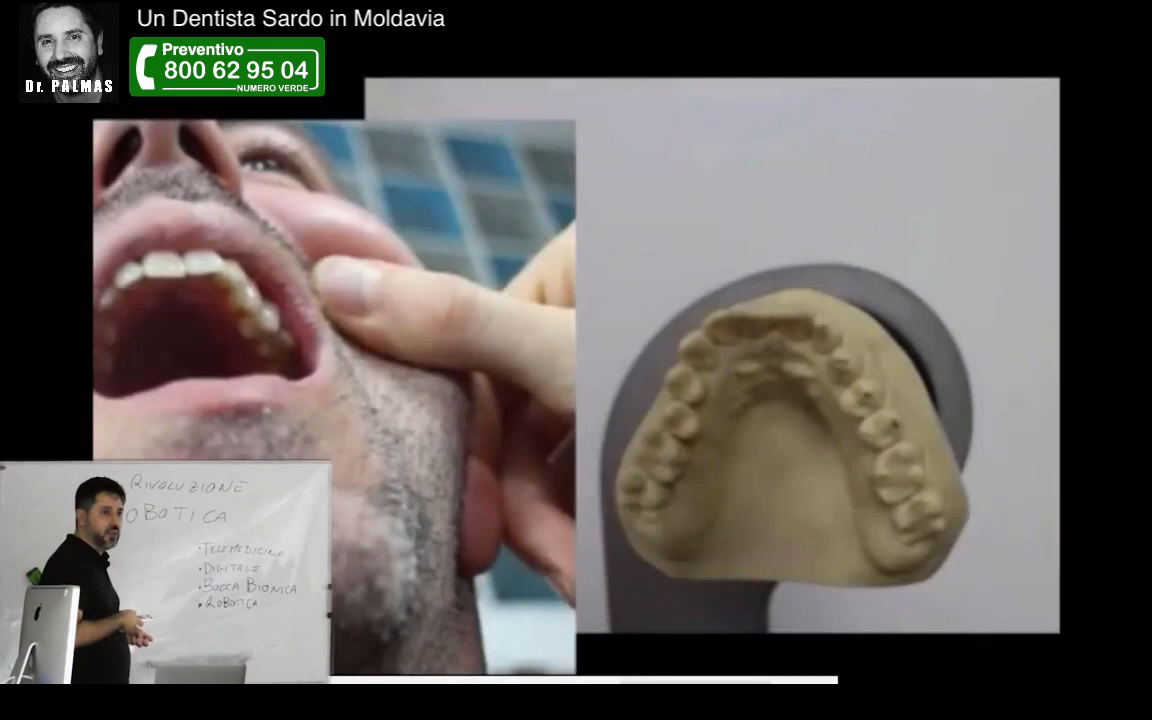 Un Dentista Sardo in Moldavia
Preventivo
800 62 95 04
NUMERO VERDE
Dr. PALMAS
RIVOLUZIONE
ROBOTICA
• TELEMEDICINA
• DIGITALE
• BOCCA BIONICA
• ROBOTICA